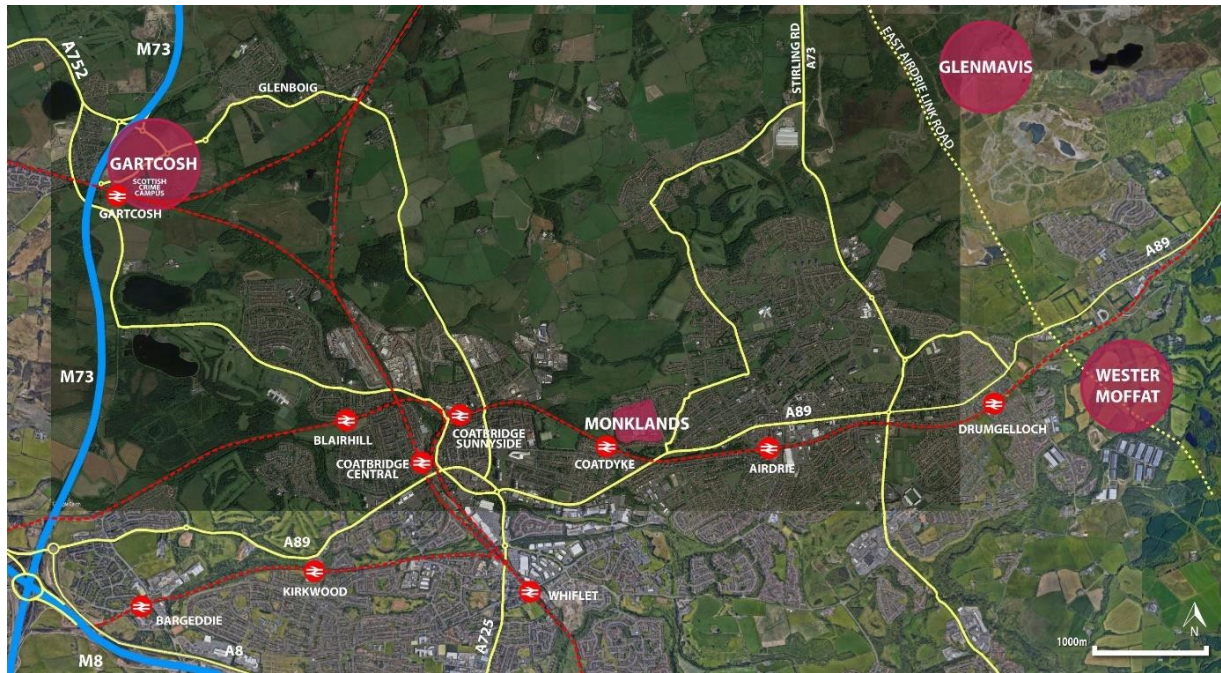 A752
M73
GLENBOIG
STIRLING RD
A73
EAST AIRDRIE LINK ROAD
GLENMAVIS
GARTCOSH
SCOTTISH
CRIME
CAMPUS
GARTCOSH
A89
M73
BLAIRHILL
COATBRIDGE
SUNNYSIDE
COATBRIDGE
CENTRAL
MONKLANDS
COATDYKE
A89
AIRDRIE
DRUMGELLOCH
WESTER
MOFFAT
A89
KIRKWOOD
BARGEDDIE
WHIFLET
A725
A8
M8
N
1000m